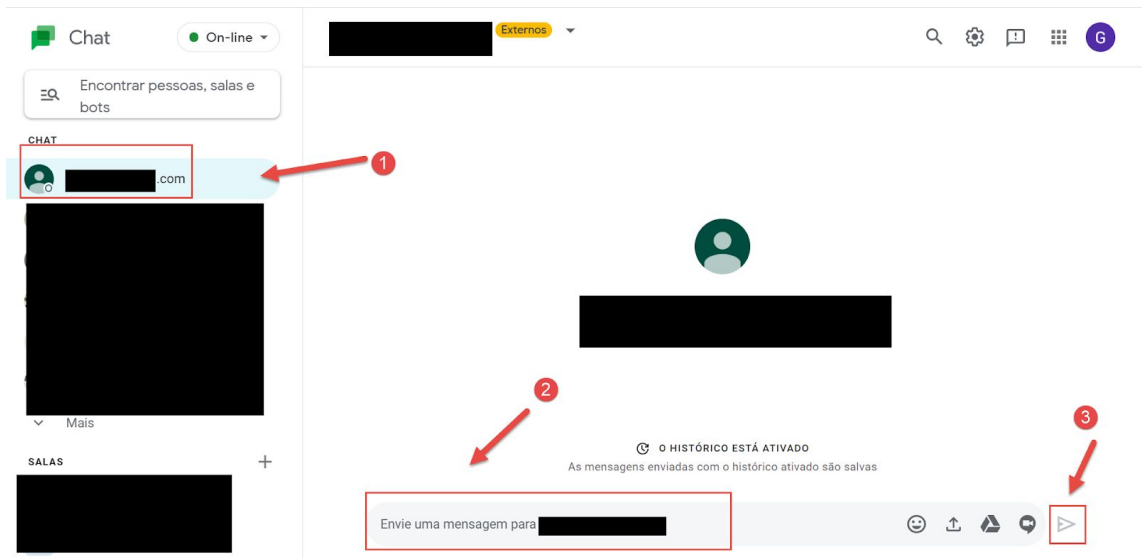 Chat
On-line
Externos
G
Encontrar pessoas, salas e
bots
CHAT
1
.com
2
Mais
3
O HISTÓRICO ESTÁ ATIVADO
SALAS
As mensagens enviadas com o histórico ativado são salvas
Envie uma mensagem para